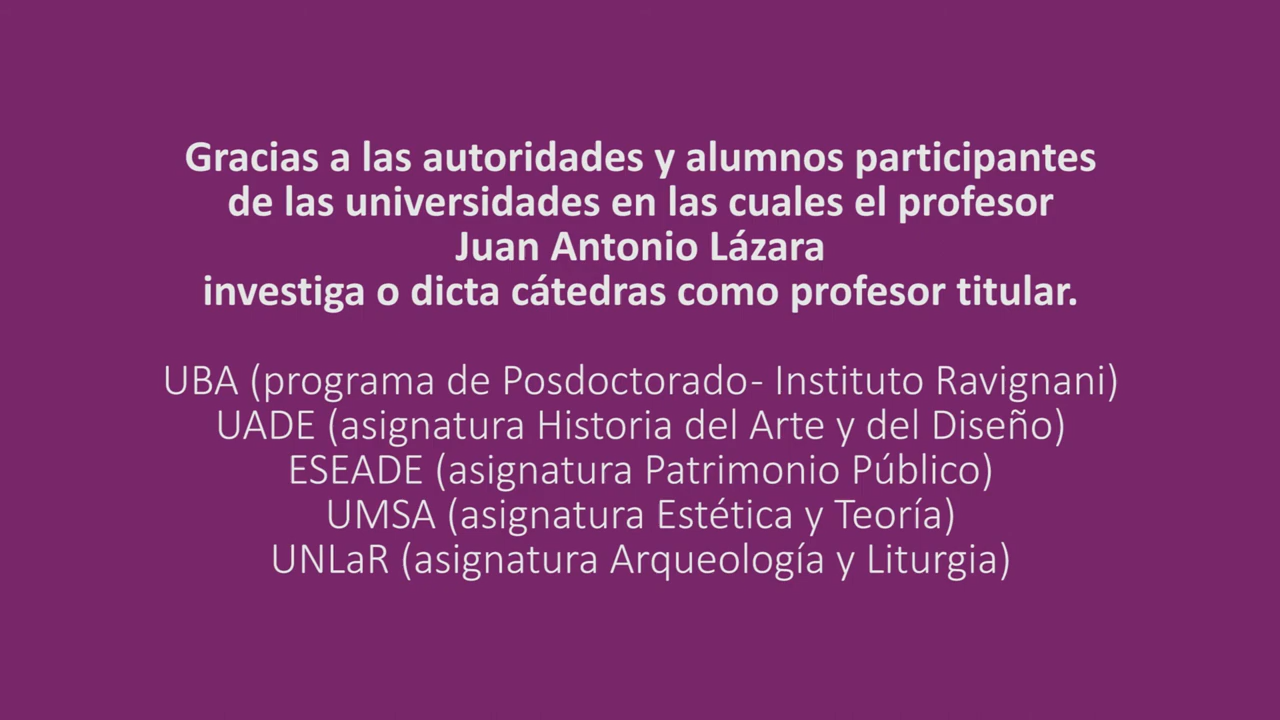 Gracias a las autoridades y alumnos participantes
de las universidades en las cuales el profesor
Juan Antonio Lázara
investiga o dicta cátedras como profesor titular.
UBA (programa de Posdoctorado- Instituto Ravignani)
UADE (asignatura Historia del Arte y del Diseño)
ESEADE (asignatura Patrimonio Público)
UMSA (asignatura Estética y Teoría)
UNLaR (asignatura Arqueología y Liturgia)